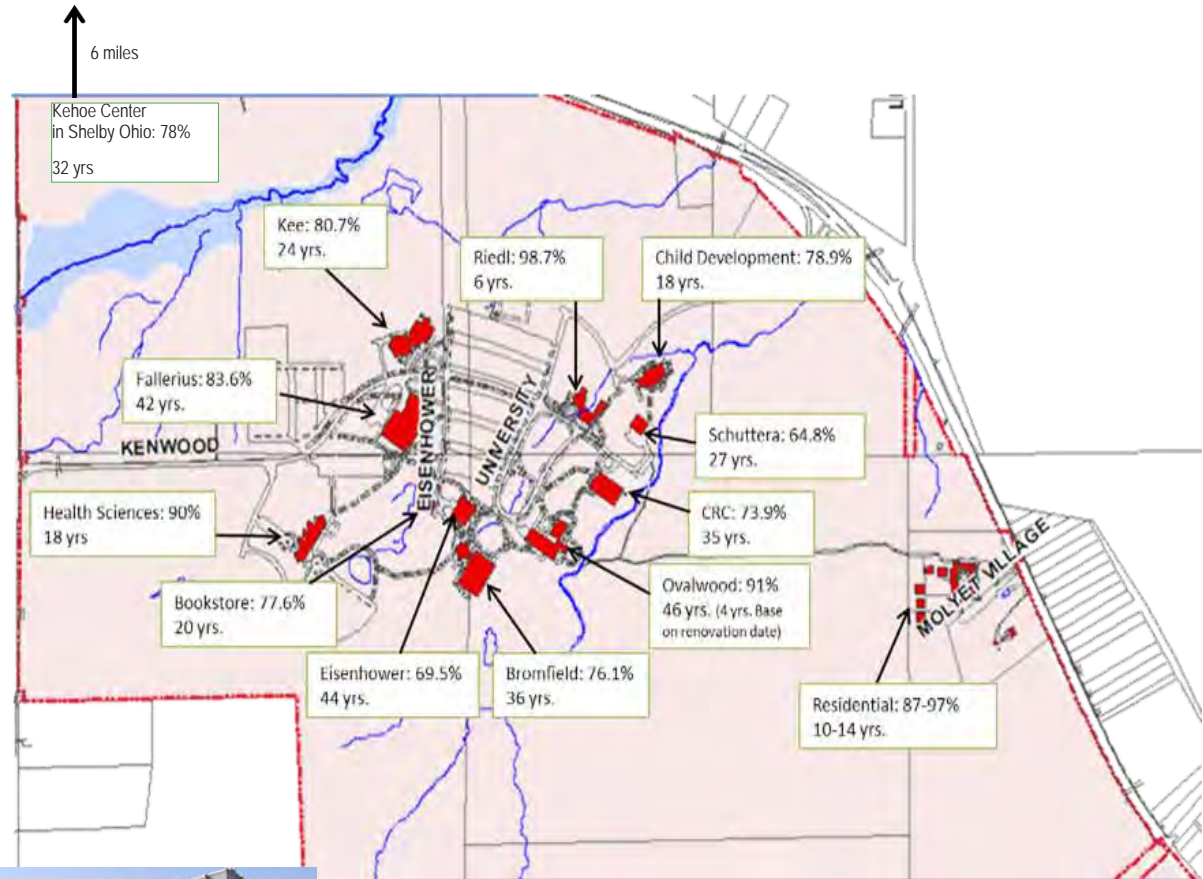 6 miles
Kehoe Center
in Shelby Ohio: 78%
32 yrs
Kee: 80.7%
24 yrs.
Riedl: 98.7%
6 yrs.
Child Development: 78.9%
18 yrs.
Fallerius: 83.6%
42 yrs.
KENWOOD
EISENHOWER
UNIVERSITY
Schuttera: 64.8%
27 yrs.
Health Sciences: 90%
18 yrs
CRC: 73.9%
35 yrs.
Bookstore: 77.6%
20 yrs.
Ovalwood: 91%
46 yrs. (4 yrs. Base
on renovation date)
MOLYET VILLAGE
Eisenhower: 69.5%
44 yrs.
Bromfield: 76.1%
36 yrs.
Residential: 87-97%
10-14 yrs.